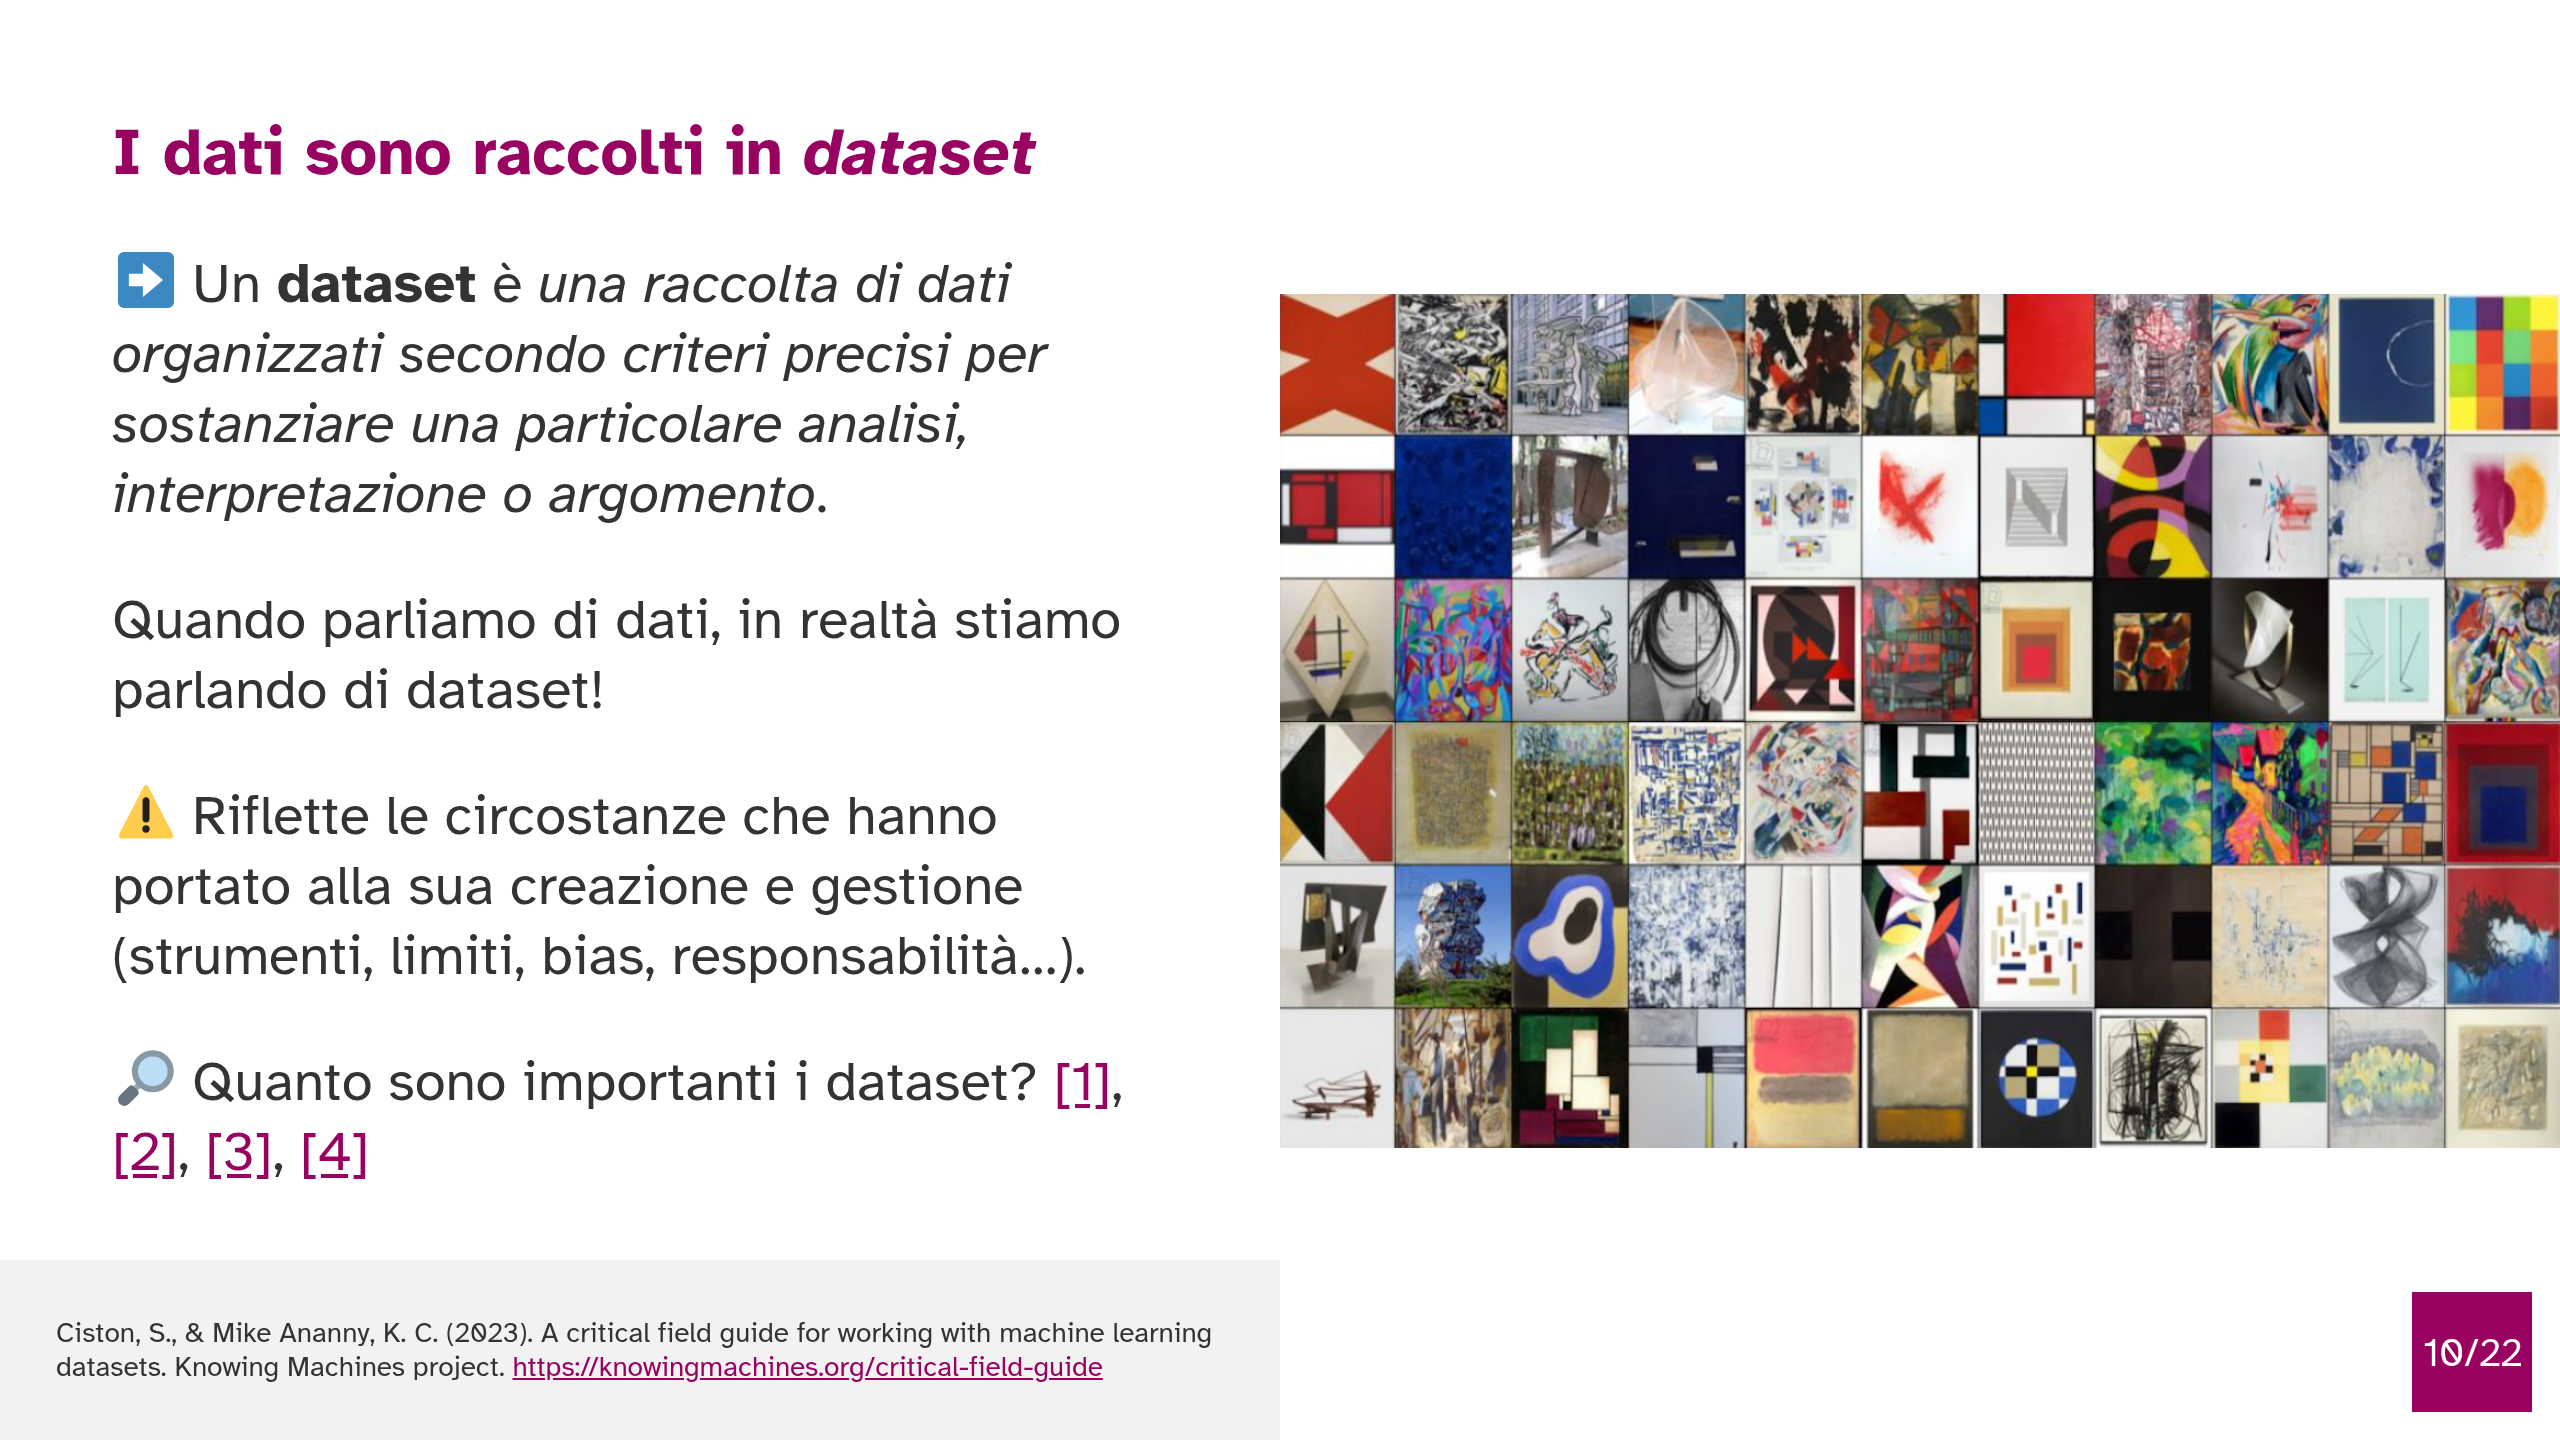 I dati sono raccolti in dataset
➡️ Un dataset è una raccolta di dati
organizzati secondo criteri precisi per
sostanziare una particolare analisi,
interpretazione o argomento.
Quando parliamo di dati, in realtà stiamo
parlando di dataset!
⚠️ Riflette le circostanze che hanno
portato alla sua creazione e gestione
(strumenti, limiti, bias, responsabilità...).
🔎 Quanto sono importanti i dataset? [1],
[2], [3], [4]
Ciston, S., & Mike Ananny, K. C. (2023). A critical field guide for working with machine learning
datasets. Knowing Machines project. https://knowingmachines.org/critical-field-guide
10/22